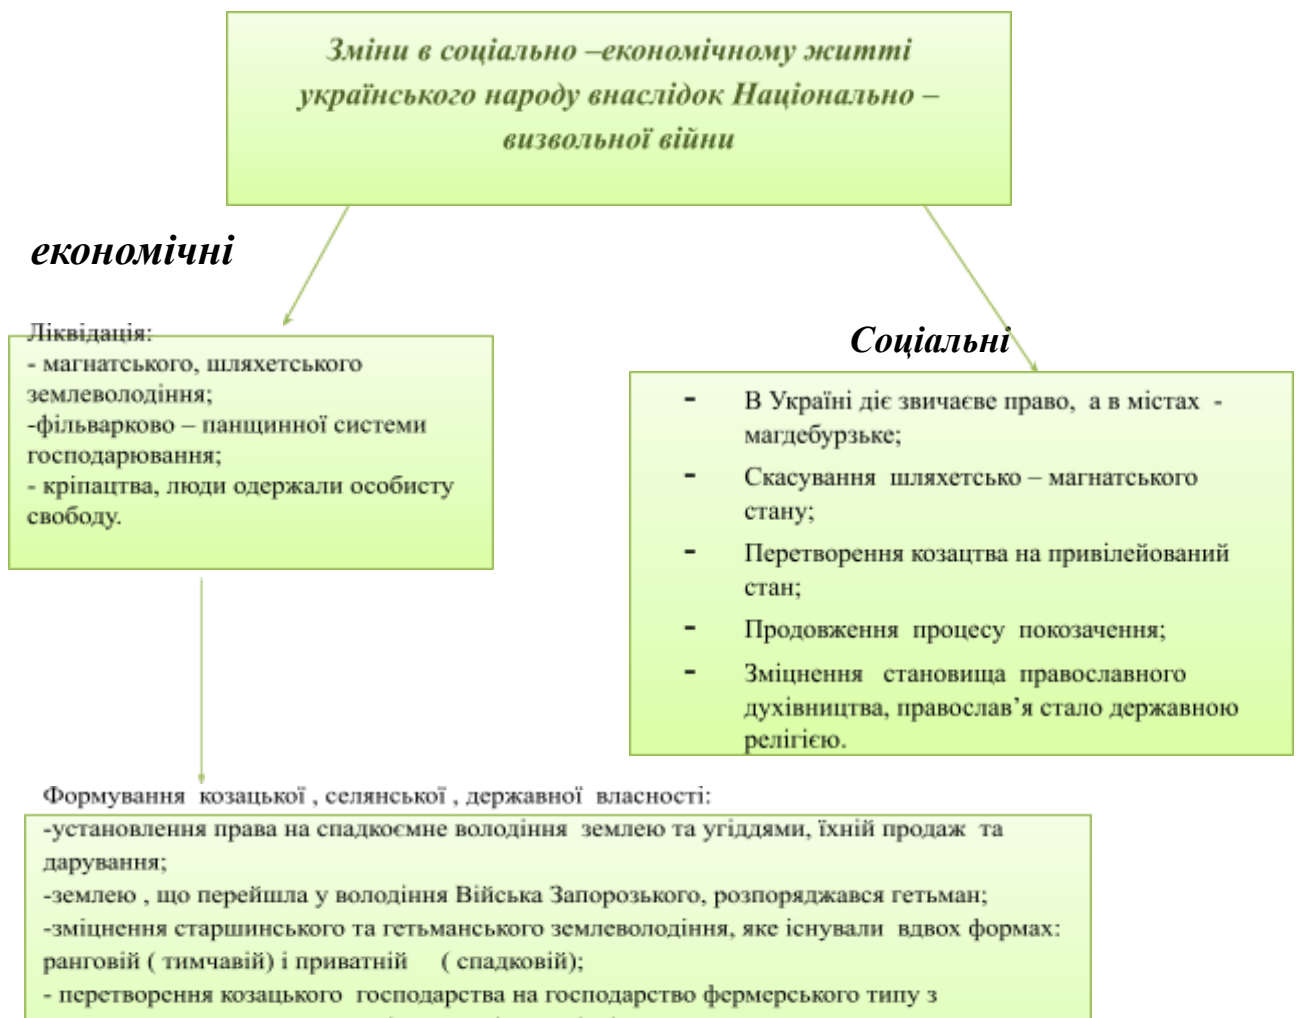 Зміни в соціально –економічному житті
українського народу внаслідок Національно –
визвольної війни
економічні
Ліквідація:
- магнатського, шляхетського
землеволодіння;
-фільварково – панщинної системи
господарювання;
- кріпацтва, люди одержали особисту
свободу.
Соціальні
- В Україні діє звичаєве право, а в містах -
магдебурзьке;
- Скасування шляхетсько – магнатського
стану;
- Перетворення козацтва на привілейований
стан;
- Продовження процесу покозачення;
- Зміцнення становища православного
духівництва, православ’я стало державною
релігією.
Формування козацької , селянської , державної власності:
-установлення права на спадкоємне володіння землею та угіддями, їхній продаж та
дарування;
-землею , що перейшла у володіння Війська Запорозького, розпоряджався гетьман;
-зміцнення старшинського та гетьманського землеволодіння, яке існували вдвох формах:
ранговій ( тимчавій) і приватній ( спадковій);
- перетворення козацького господарства на господарство фермерського типу з